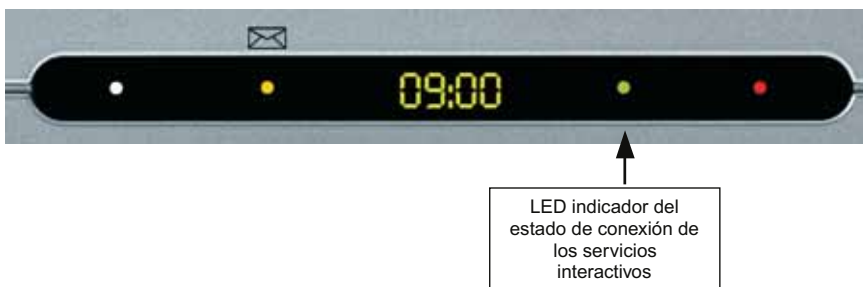 09:00
LED indicador del
estado de conexión de
los servicios
interactivos